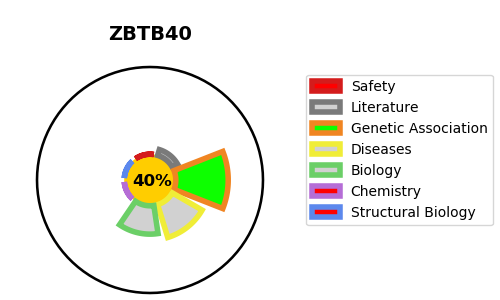 ZBTB40
40%
Safety
Literature
Genetic Association
Diseases
Biology
Chemistry
Structural Biology